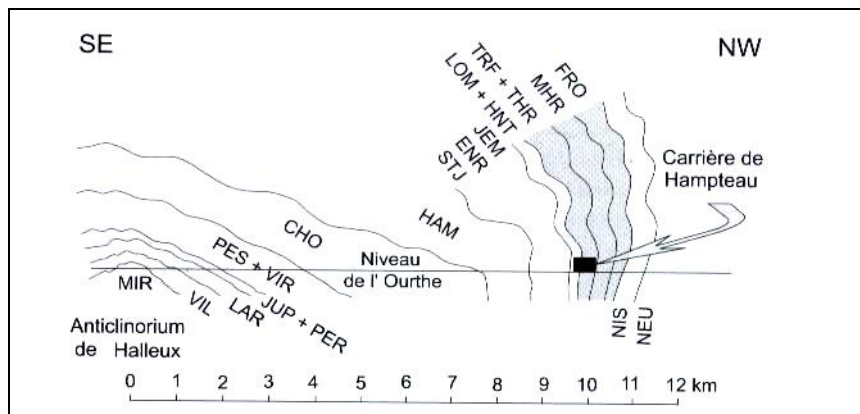 SE
NW
FRO
MHR
TRF + THR
LOM + HNT
JEM
ENR
STJ
Carrière de
Hampteau
HAM
CHO
PES + VIR
Niveau
de l' Ourthe
MIR
VIL
LAR
JUP + PER
NIS
NEU
Anticlinorium
de Halleux
0 1 2 3 4 5 6 7 8 9 10 11 12 km